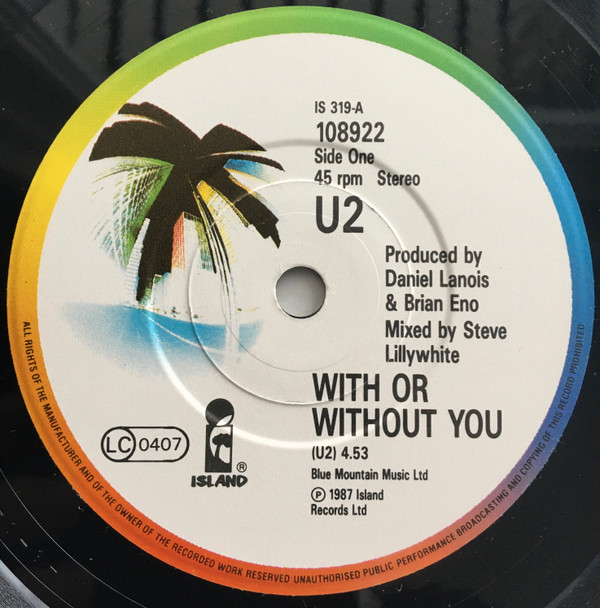 IS 319-A
108922
Side One
45 rpm Stereo
U2
Produced by
Daniel Lanois
& Brian Eno
Mixed by Steve
Lillywhite
WITH OR
WITHOUT YOU
(U2) 4.53
Blue Mountain Music Ltd
℗ 1987 Island
Records Ltd
LC 0407
ISLAND ®
ALL RIGHTS OF THE MANUFACTURER AND OF THE OWNER OF THE RECORDED WORK RESERVED UNAUTHORISED PUBLIC PERFORMANCE BROADCASTING AND COPYING OF THIS RECORD PROHIBITED